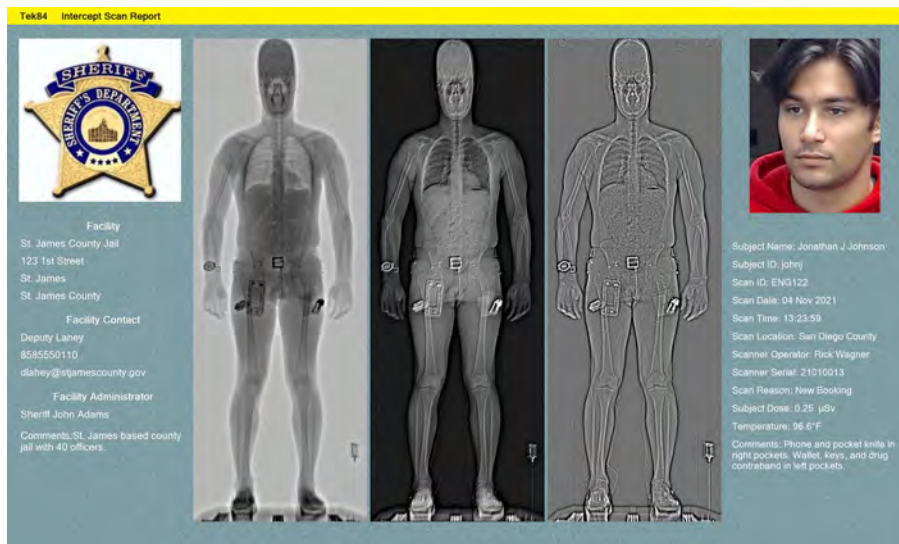 Tek84 Intercept Scan Report
SHERIFF
SHERIFF'S DEPARTMENT
Facility
St. James County Jail
123 1st Street
St. James
St. James County
Facility Contact
Deputy Lahey
8585550110
dlahey@stjamescounty.gov
Facility Administrator
Sheriff John Adams
Comments:St. James based county
jail with 40 officers.
Subject Name: Jonathan J Johnson
Subject ID: johnj
Scan ID: ENG122
Scan Date: 04 Nov 2021
Scan Time: 13:23:59
Scan Location: San Diego County
Scanner Operator: Rick Wagner
Scanner Serial: 21010013
Scan Reason: New Booking
Subject Dose: 0.25 µSv
Temperature: 96.6°F
Comments: Phone and pocket knife in
right pockets. Wallet, keys, and drug
contraband in left pockets.